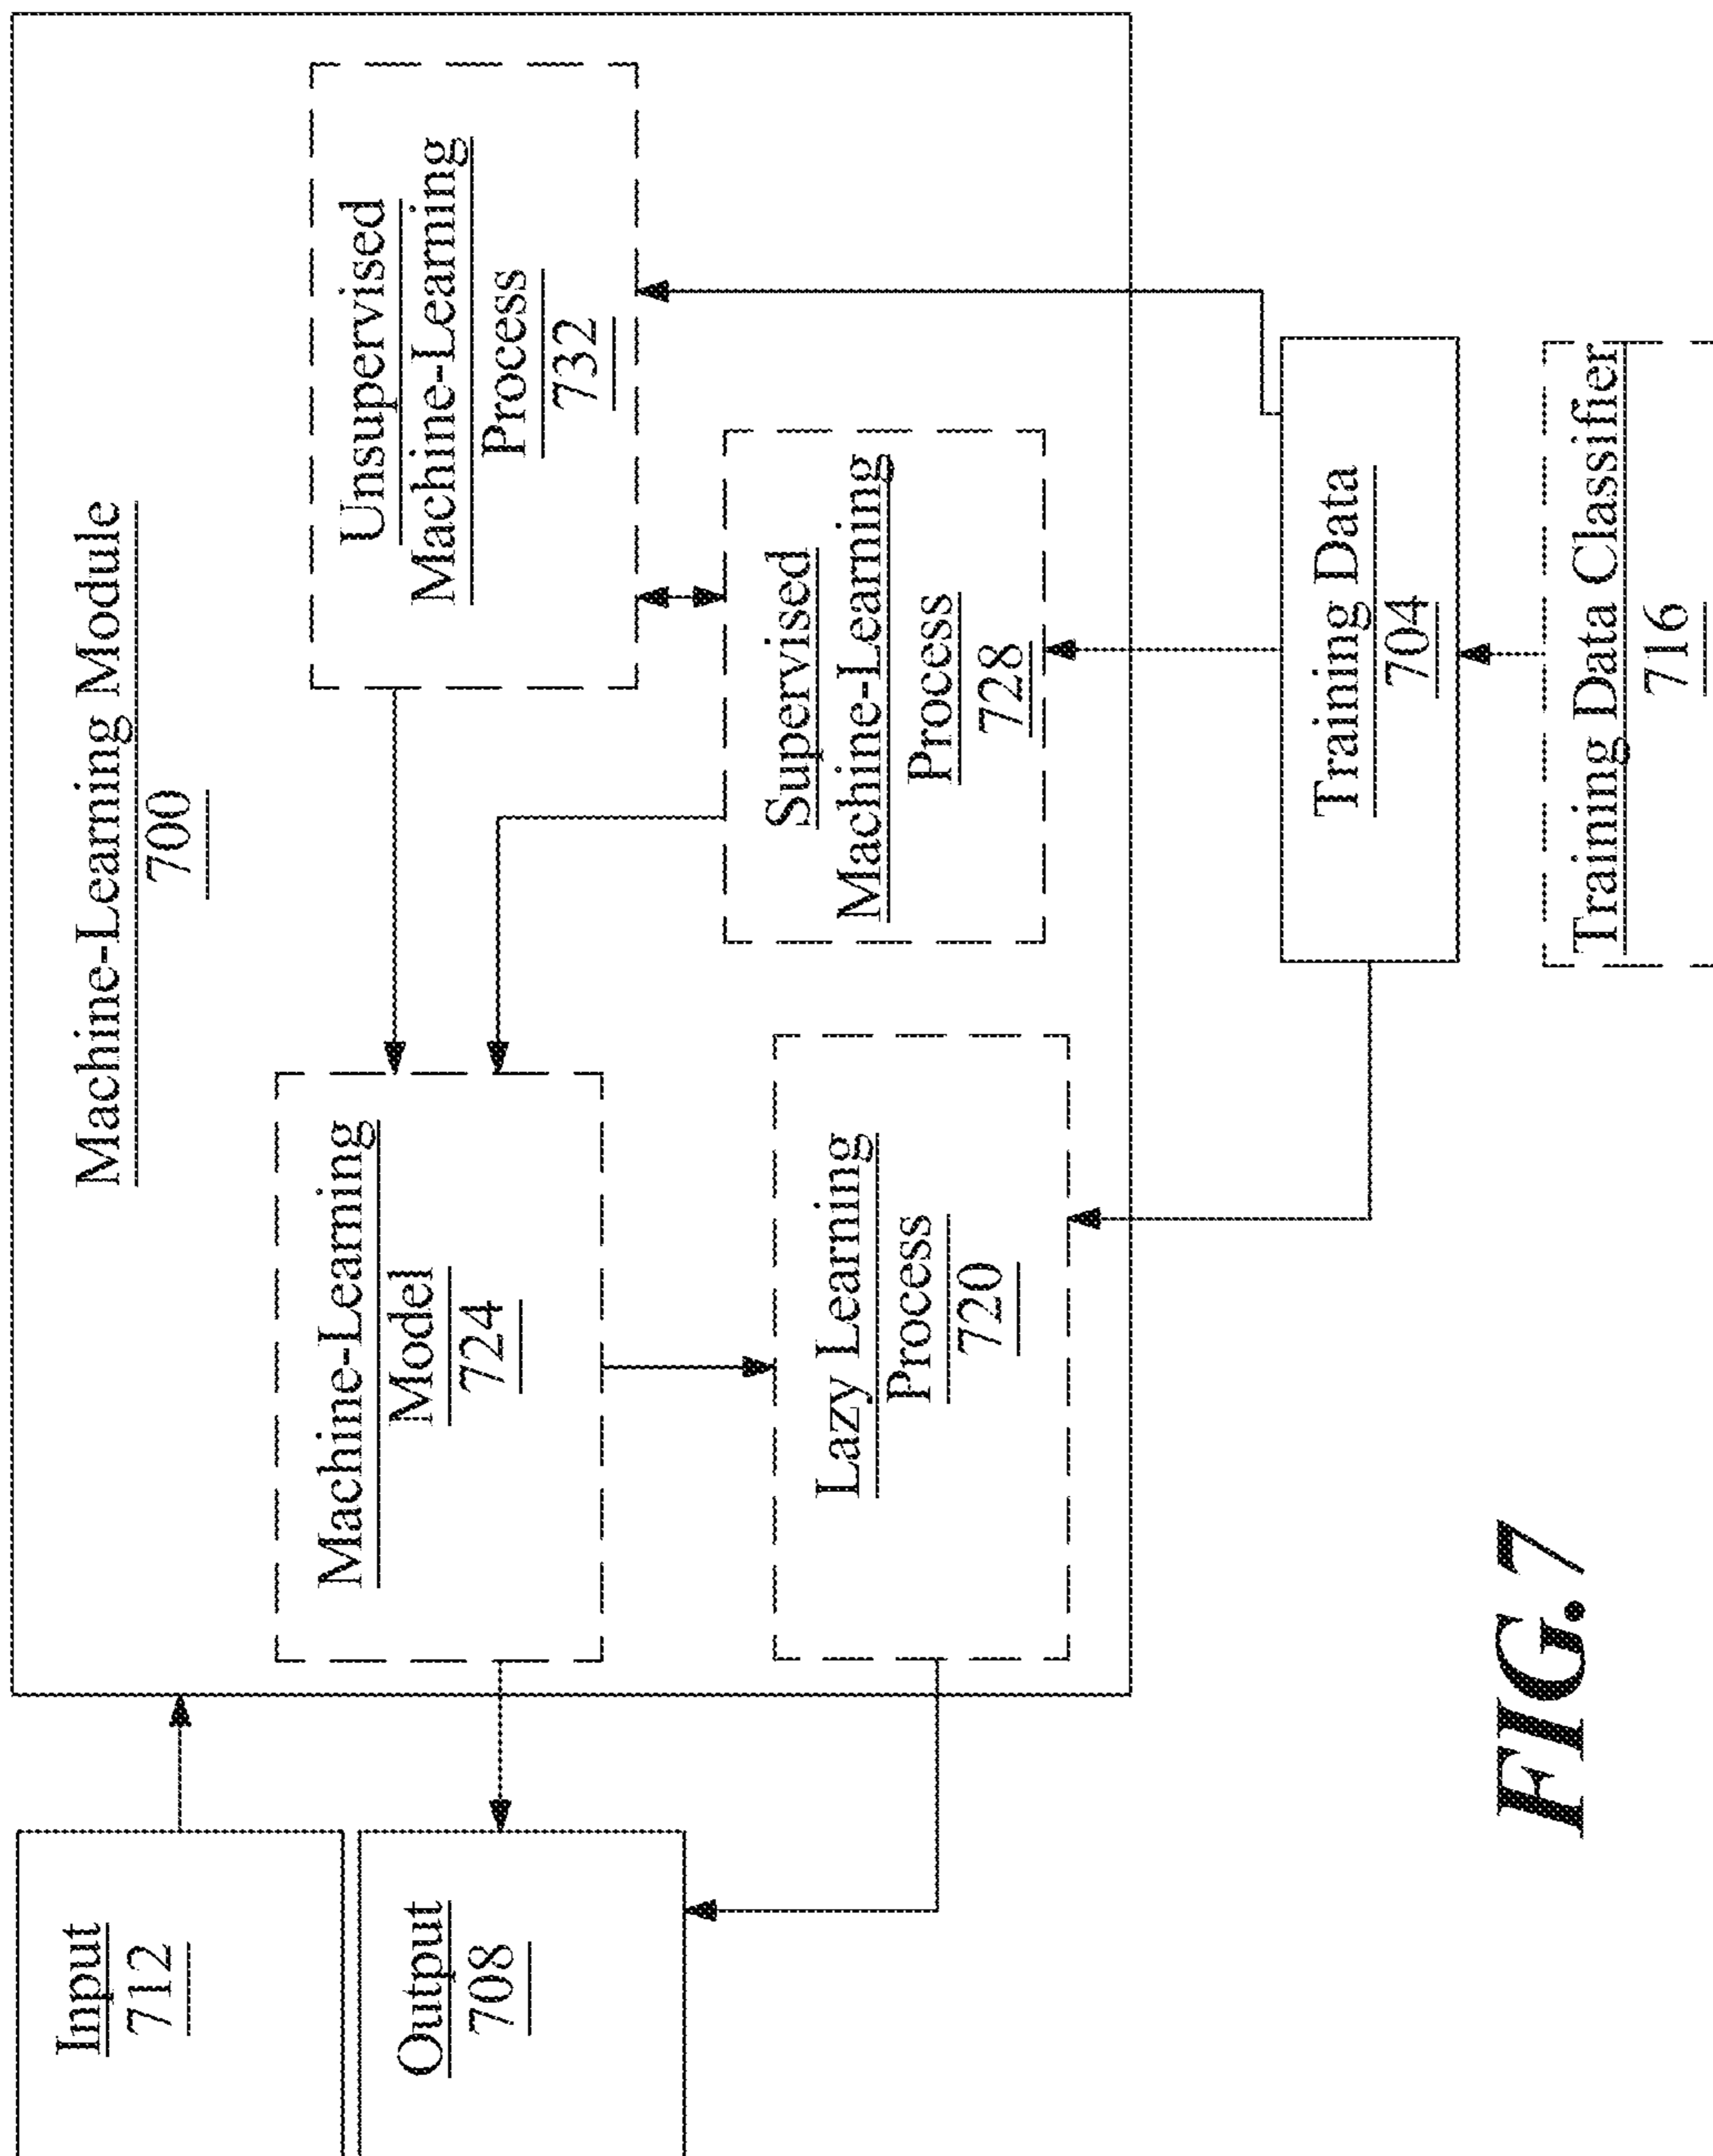 Machine-Learning Module
700
Input
712
Output
708
Machine-Learning
Model
724
Unsupervised
Machine-Learning
Process
732
Lazy Learning
Process
720
Supervised
Machine-Learning
Process
728
Training Data
704
Training Data Classifier
716
FIG. 7